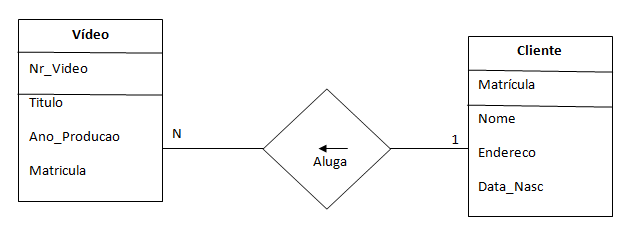 Vídeo
Nr_Video
Titulo
Ano_Producao
Matricula
N
Aluga
1
Cliente
Matrícula
Nome
Endereco
Data_Nasc